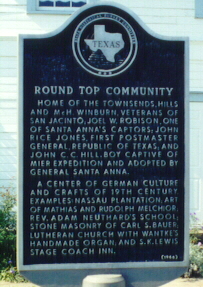 TEXAS
ROUND TOP COMMUNITY
HOME OF THE TOWNSENDS, HILLS
AND McH. WINBURN, VETERANS OF
SAN JACINTO; JOEL W. ROBISON, ONE
OF SANTA ANNA'S CAPTORS; JOHN
RICE JONES, FIRST POSTMASTER
GENERAL, REPUBLIC OF TEXAS, AND
JOHN C. C. HILL, BOY CAPTIVE OF
MIER EXPEDITION AND ADOPTED BY
GENERAL SANTA ANNA.
A CENTER OF GERMAN CULTURE
AND CRAFTS OF 19TH CENTURY.
EXAMPLES: NASSAU PLANTATION, ART
OF MATHIAS AND RUDOLPH MELCHOR,
REV. ADAM NEUTHARD'S SCHOOL,
STONE MASONRY OF CARL S. BAUER,
LUTHERAN CHURCH WITH WANTKE'S
HANDMADE ORGAN, AND S.K. LEWIS
STAGE COACH INN.